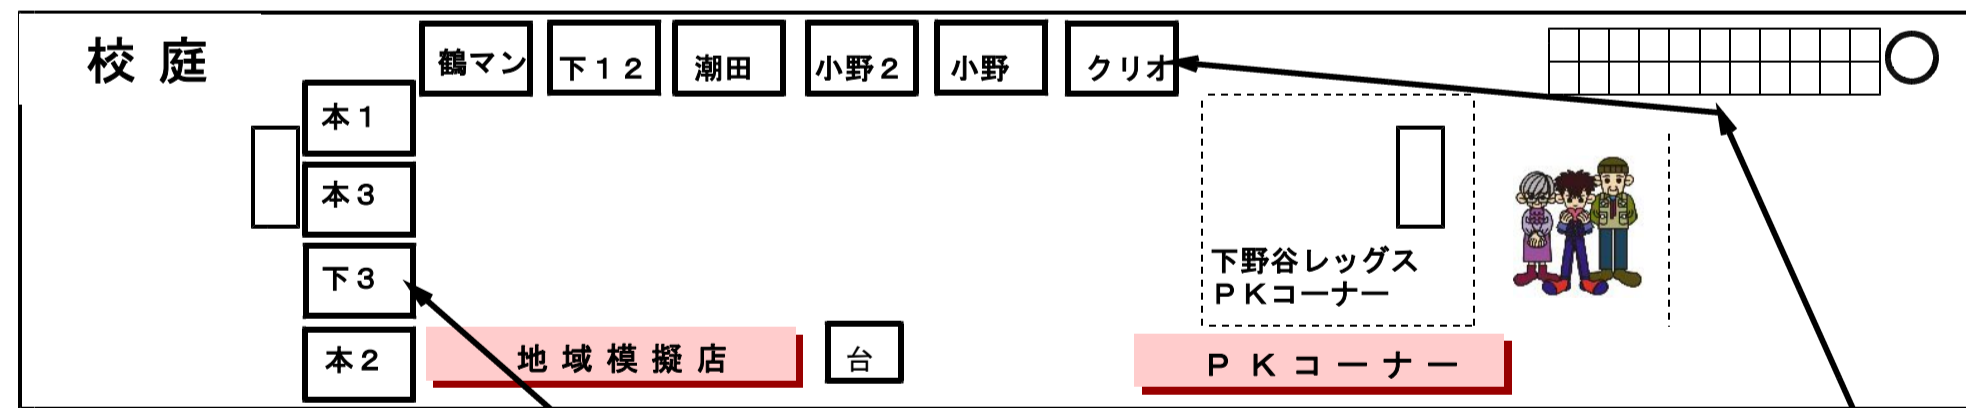 校庭
鶴マン
下１２
潮田
小野２
小野
クリオ
本１
本３
下３
本２
下野谷レッグス
ＰＫコーナー
地域模擬店
台
ＰＫコーナー